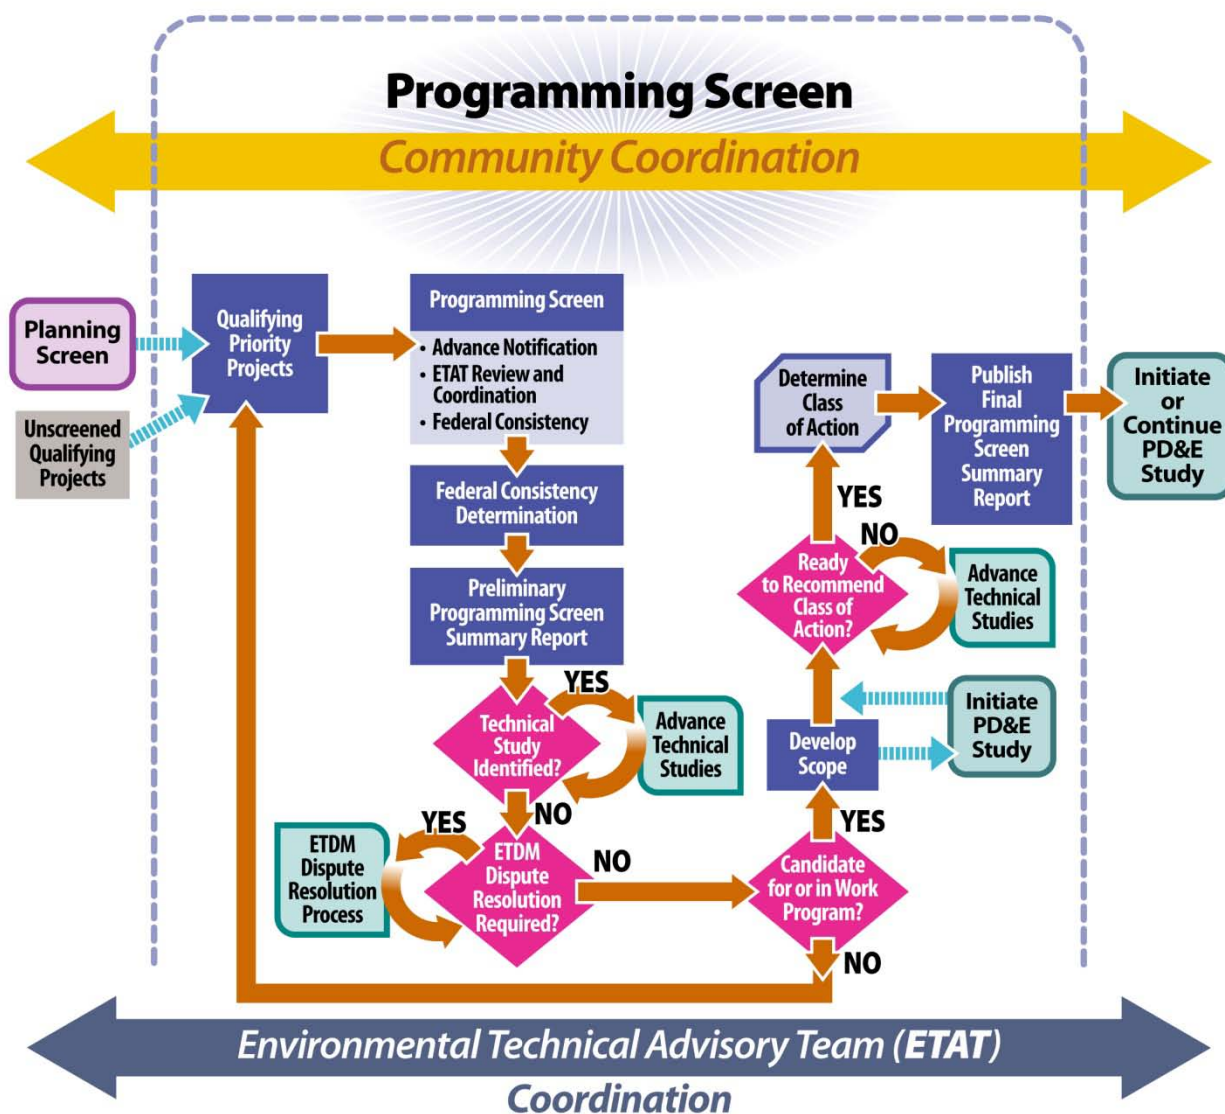 Programming Screen
Community Coordination
Planning
Screen
Unscreened
Qualifying
Projects
Qualifying
Priority
Projects
Programming Screen
• Advance Notification
• ETAT Review and
Coordination
• Federal Consistency
Federal Consistency
Determination
Preliminary
Programming Screen
Summary Report
Technical
Study
Identified?
YES
Advance
Technical
Studies
NO
ETDM
Dispute
Resolution
Required?
YES
ETDM
Dispute
Resolution
Process
NO
Candidate
for or in Work
Program?
NO
YES
Develop
Scope
Initiate
PD&E
Study
Ready
to Recommend
Class of
Action?
NO
Advance
Technical
Studies
YES
Determine
Class
of Action
Publish
Final
Programming
Screen
Summary
Report
Initiate
or
Continue
PD&E
Study
Environmental Technical Advisory Team (ETAT)
Coordination